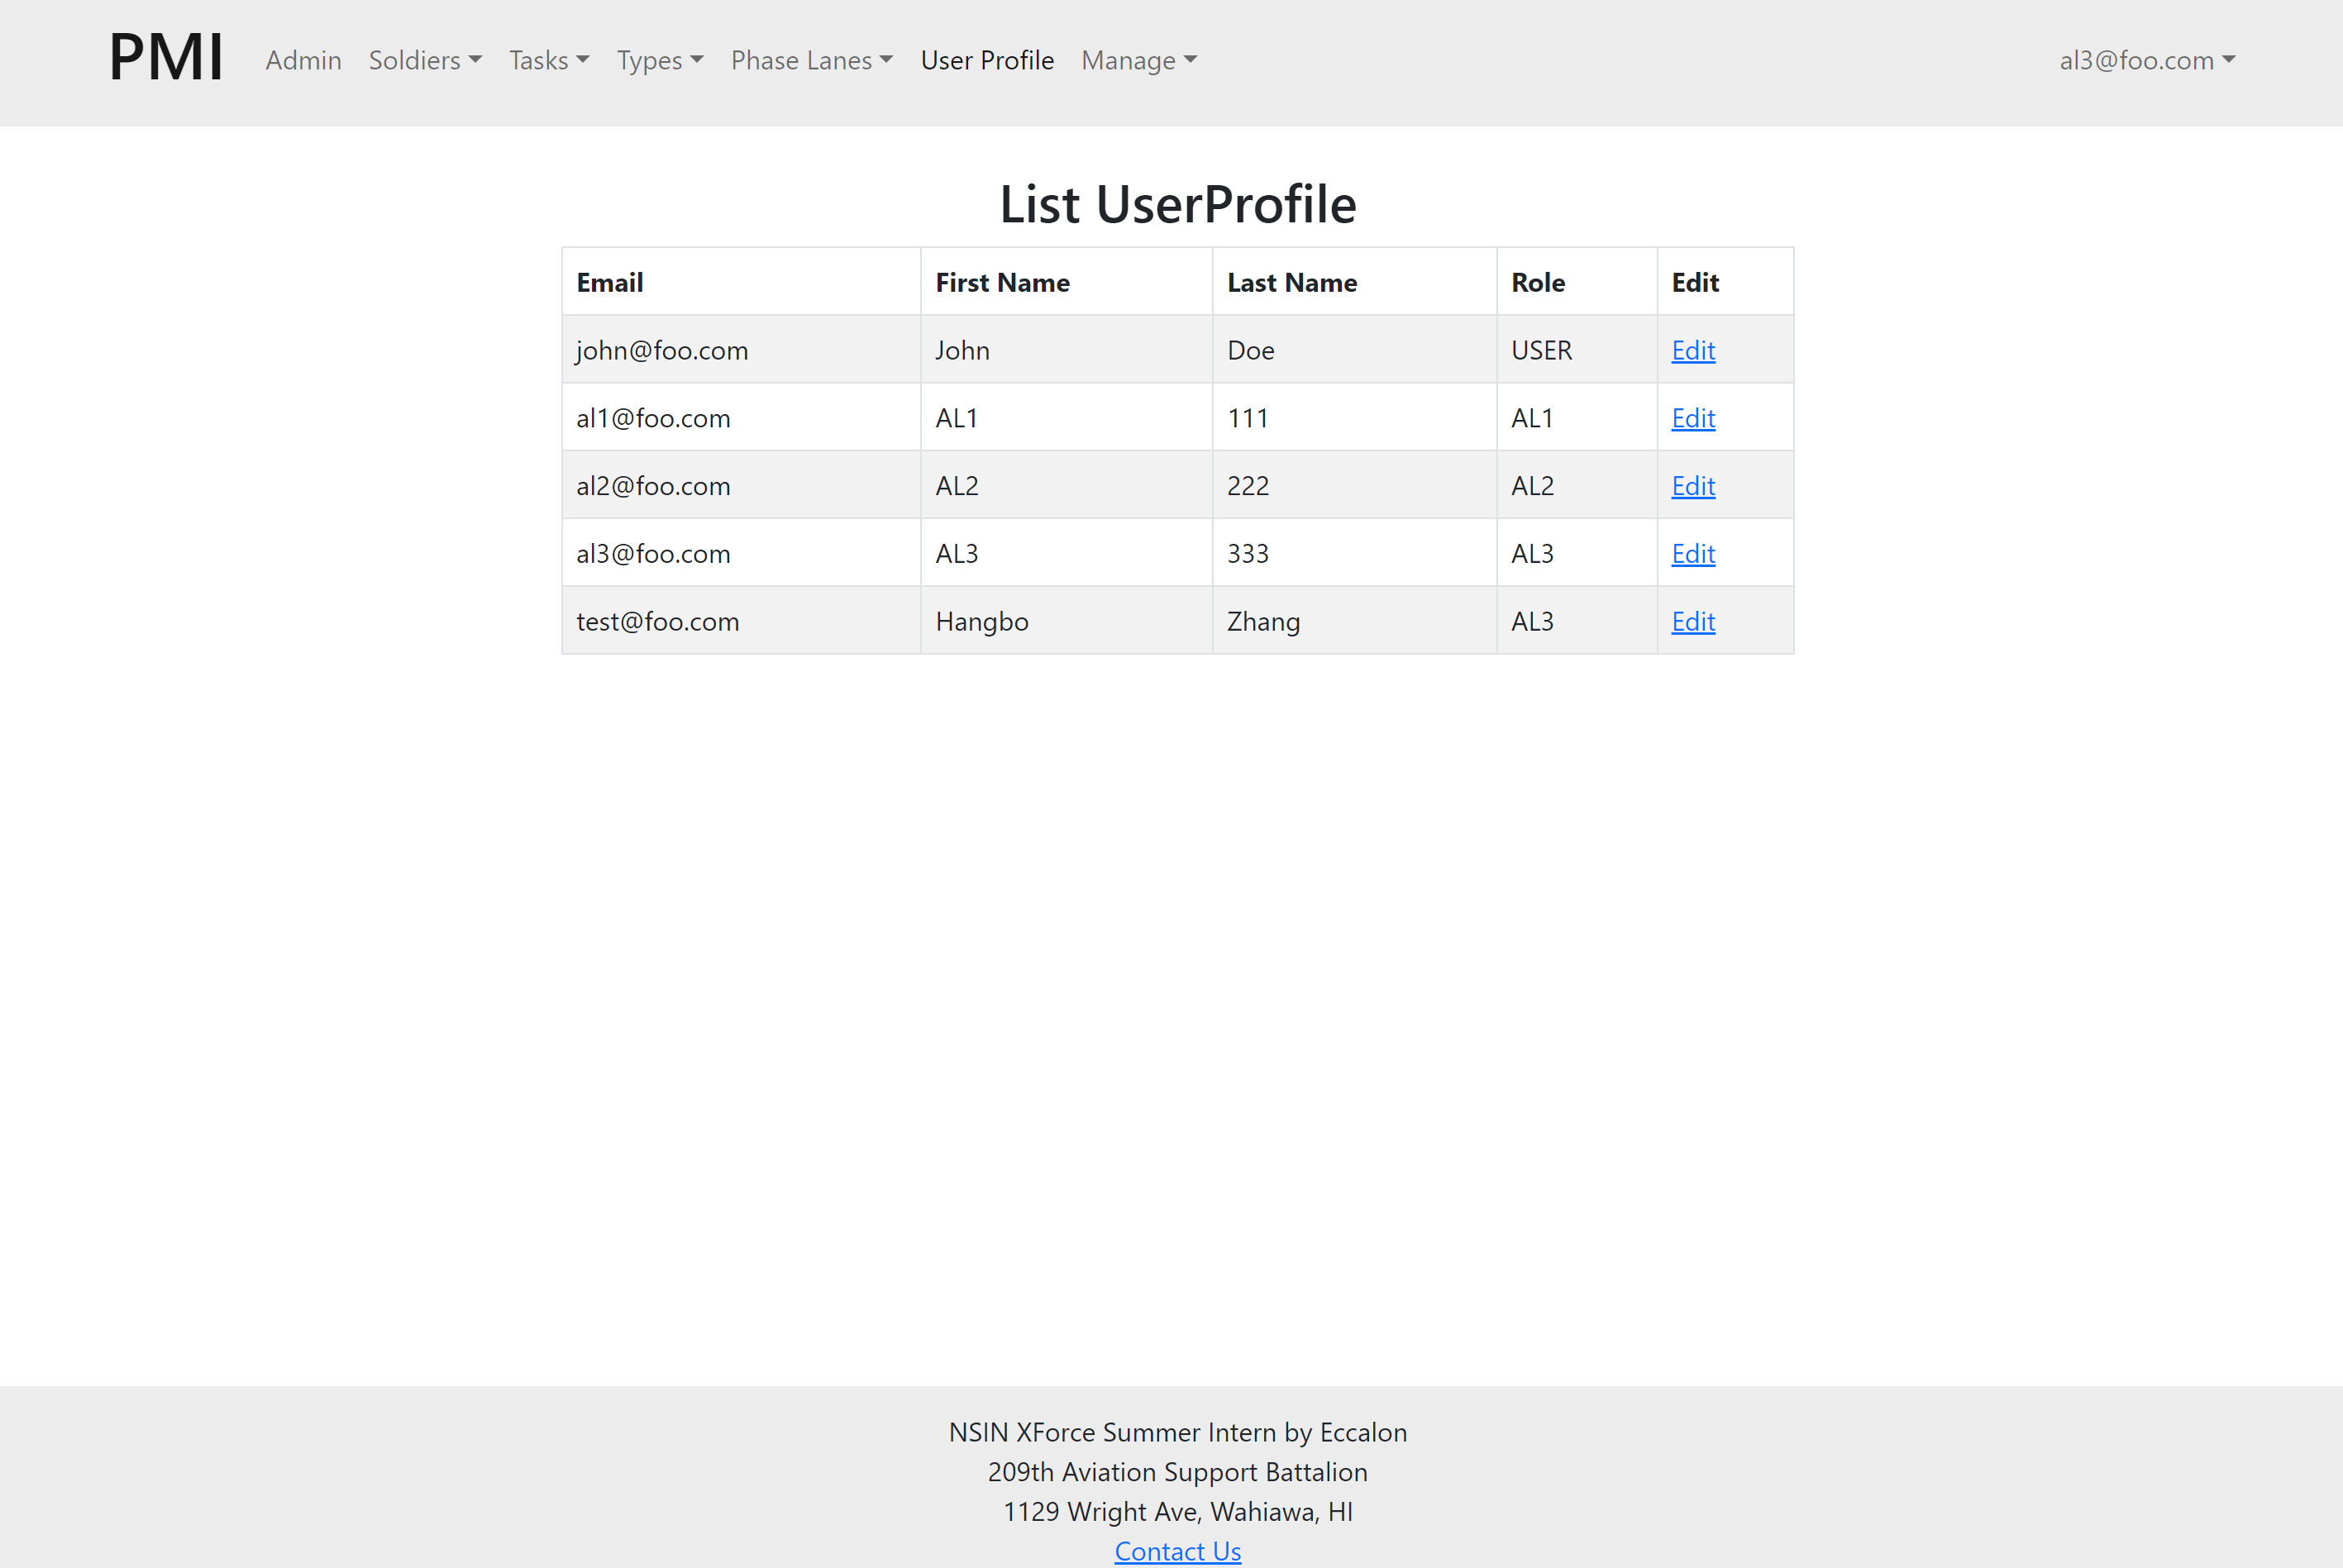 PMI Admin Soldiers Tasks Types Phase Lanes User Profile Manage al3@foo.com
List UserProfile
Email First Name Last Name Role Edit
john@foo.com John Doe USER Edit
al1@foo.com AL1 111 AL1 Edit
al2@foo.com AL2 222 AL2 Edit
al3@foo.com AL3 333 AL3 Edit
test@foo.com Hangbo Zhang AL3 Edit
NSIN XForce Summer Intern by Eccalon
209th Aviation Support Battalion
1129 Wright Ave, Wahiawa, HI
Contact Us